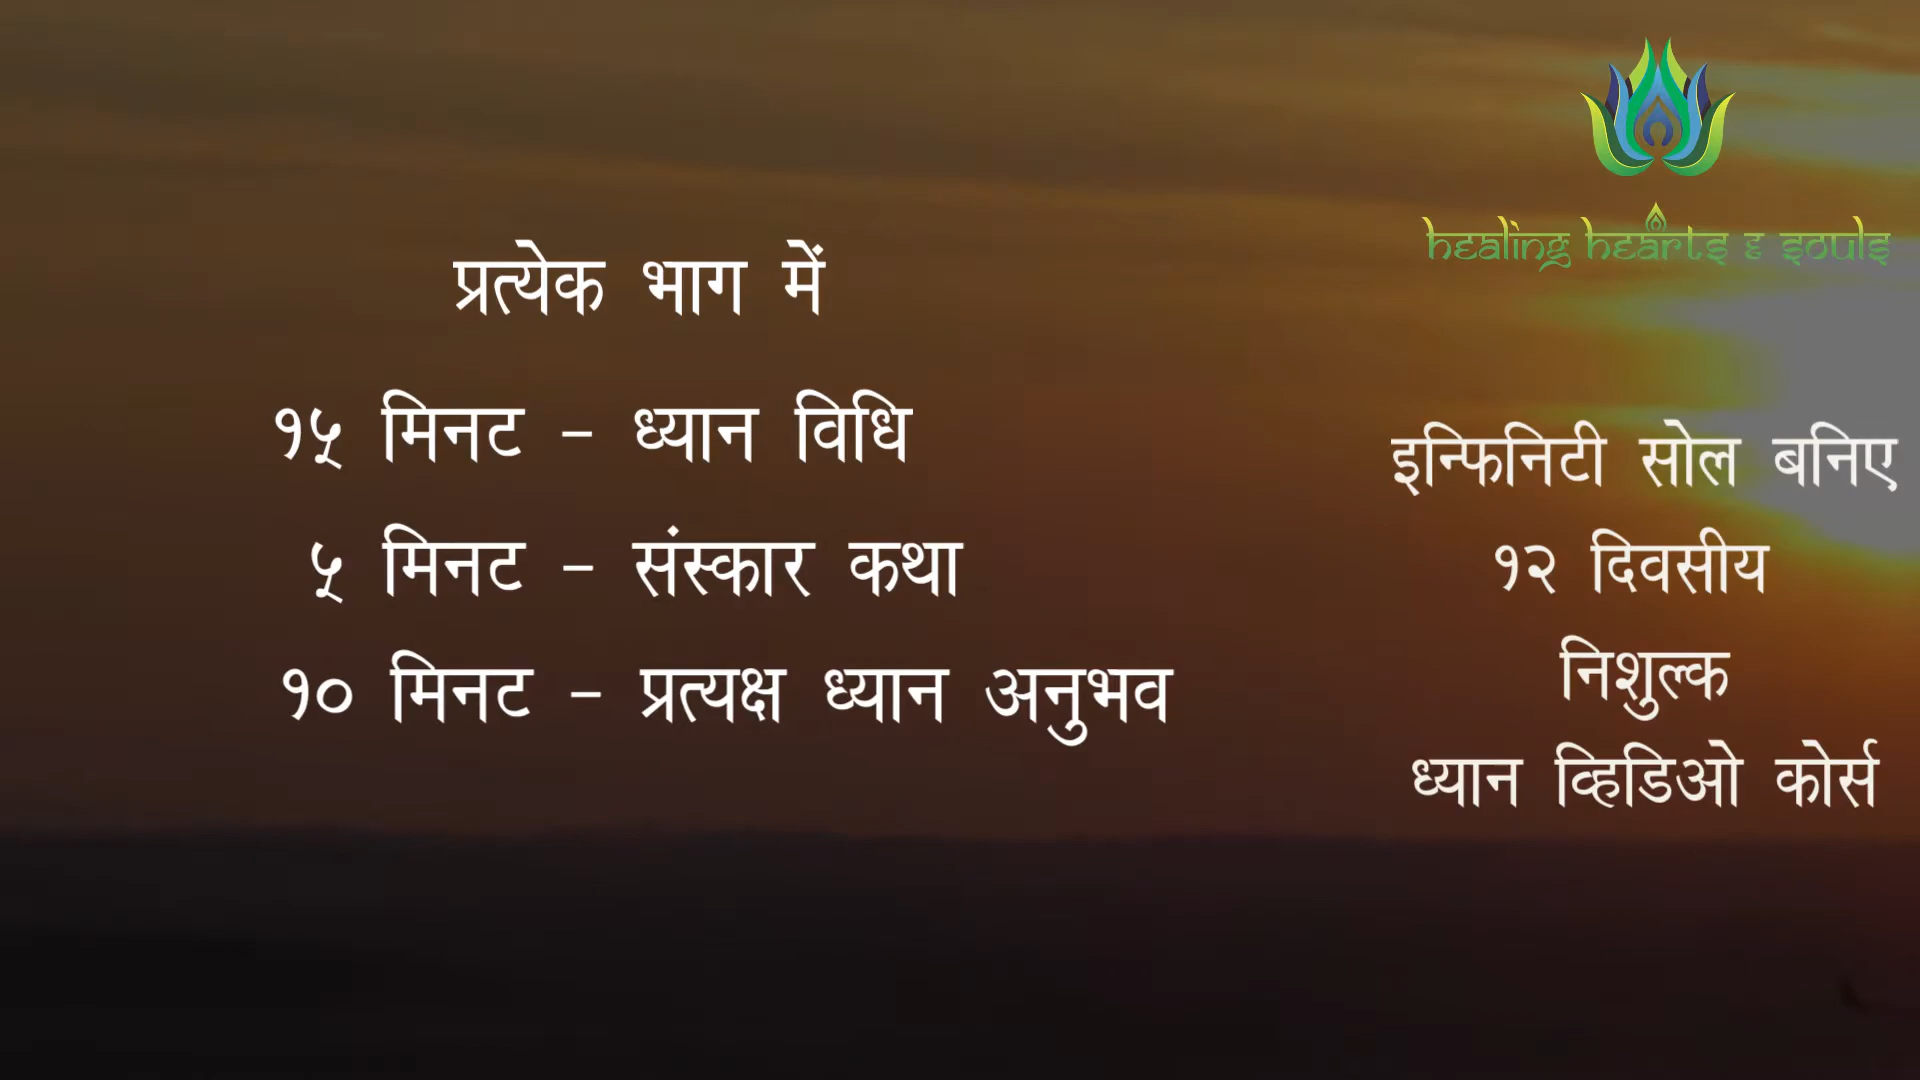 healing hearts & souls
प्रत्येक भाग में
१५ मिनट - ध्यान विधि
५ मिनट - संस्कार कथा
१० मिनट - प्रत्यक्ष ध्यान अनुभव
इन्फिनिटी सोल बनिए
१२ दिवसीय
निशुल्क
ध्यान व्हिडिओ कोर्स